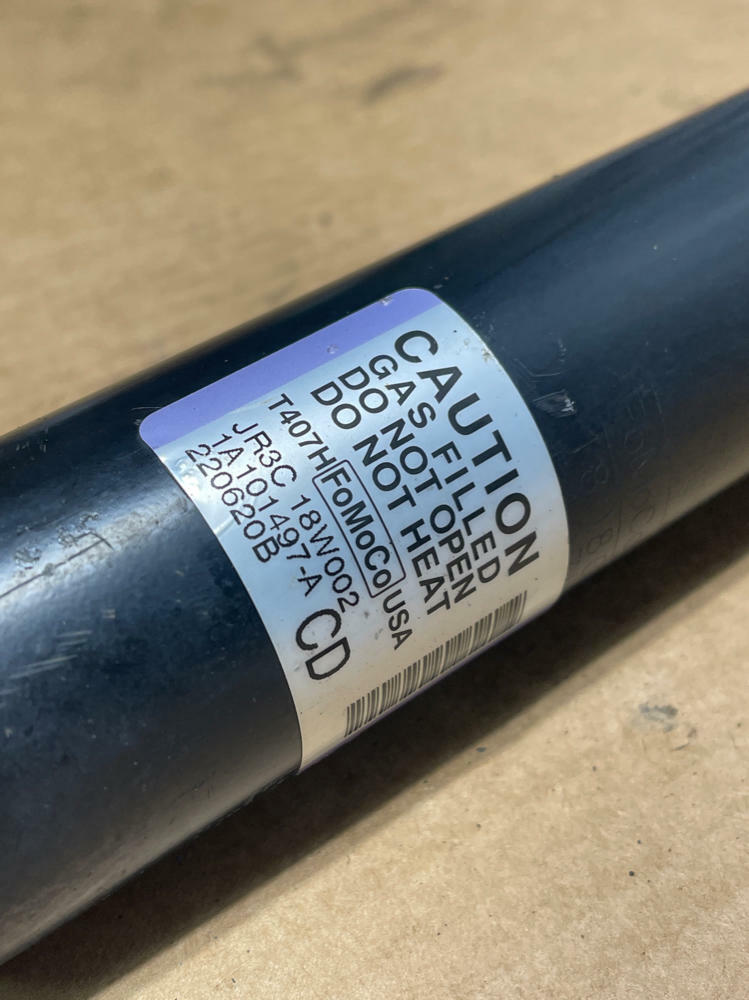 CAUTION
GAS FILLED
DO NOT OPEN
DO NOT HEAT
T407H FoMoCo USA
JR3C 18W002
1A101497-A
220620B
CD